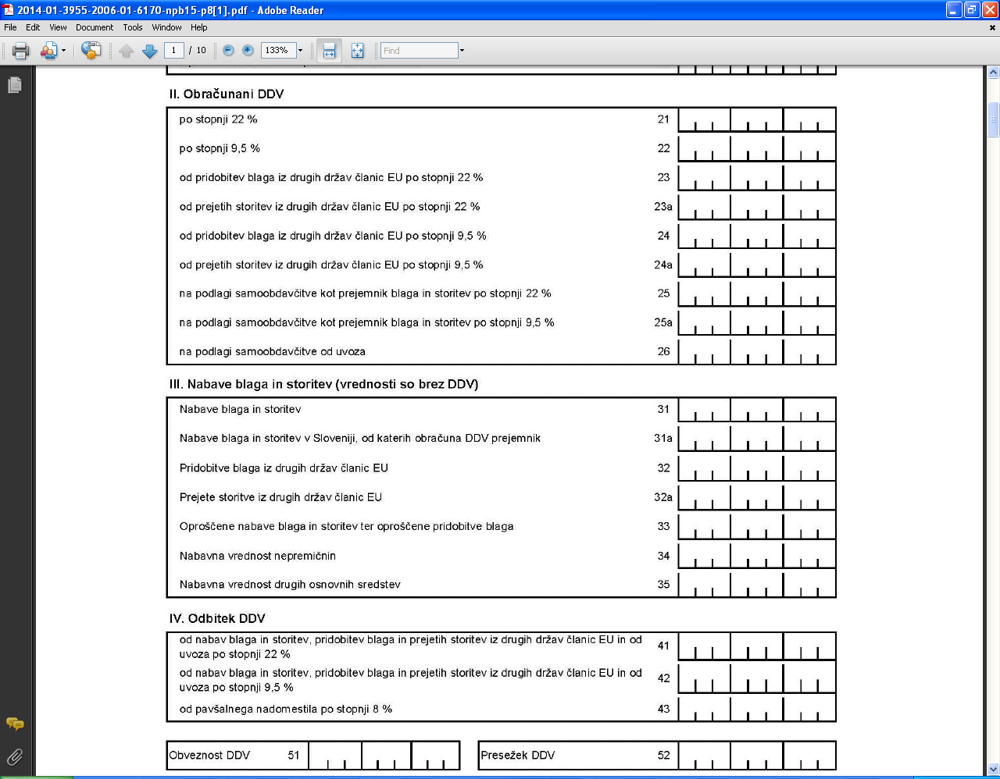 2014-01-3955-2006-01-6170-npb15-p8[1].pdf - Adobe Reader
File Edit View Document Tools Window Help
1 / 10 133% Find
II. Obračunani DDV
po stopnji 22 % 21
po stopnji 9,5 % 22
od pridobitev blaga iz drugih držav članic EU po stopnji 22 % 23
od prejetih storitev iz drugih držav članic EU po stopnji 22 % 23a
od pridobitev blaga iz drugih držav članic EU po stopnji 9,5 % 24
od prejetih storitev iz drugih držav članic EU po stopnji 9,5 % 24a
na podlagi samoobdavčitve kot prejemnik blaga in storitev po stopnji 22 % 25
na podlagi samoobdavčitve kot prejemnik blaga in storitev po stopnji 9,5 % 25a
na podlagi samoobdavčitve od uvoza 26
III. Nabave blaga in storitev (vrednosti so brez DDV)
Nabave blaga in storitev 31
Nabave blaga in storitev v Sloveniji, od katerih obračuna DDV prejemnik 31a
Pridobitve blaga iz drugih držav članic EU 32
Prejete storitve iz drugih držav članic EU 32a
Oproščene nabave blaga in storitev ter oproščene pridobitve blaga 33
Nabavna vrednost nepremičnin 34
Nabavna vrednost drugih osnovnih sredstev 35
IV. Odbitek DDV
od nabav blaga in storitev, pridobitev blaga in prejetih storitev iz drugih držav članic EU in od
uvoza po stopnji 22 % 41
od nabav blaga in storitev, pridobitev blaga in prejetih storitev iz drugih držav članic EU in od
uvoza po stopnji 9,5 % 42
od pavšalnega nadomestila po stopnji 8 % 43
Obveznost DDV 51 Presežek DDV 52